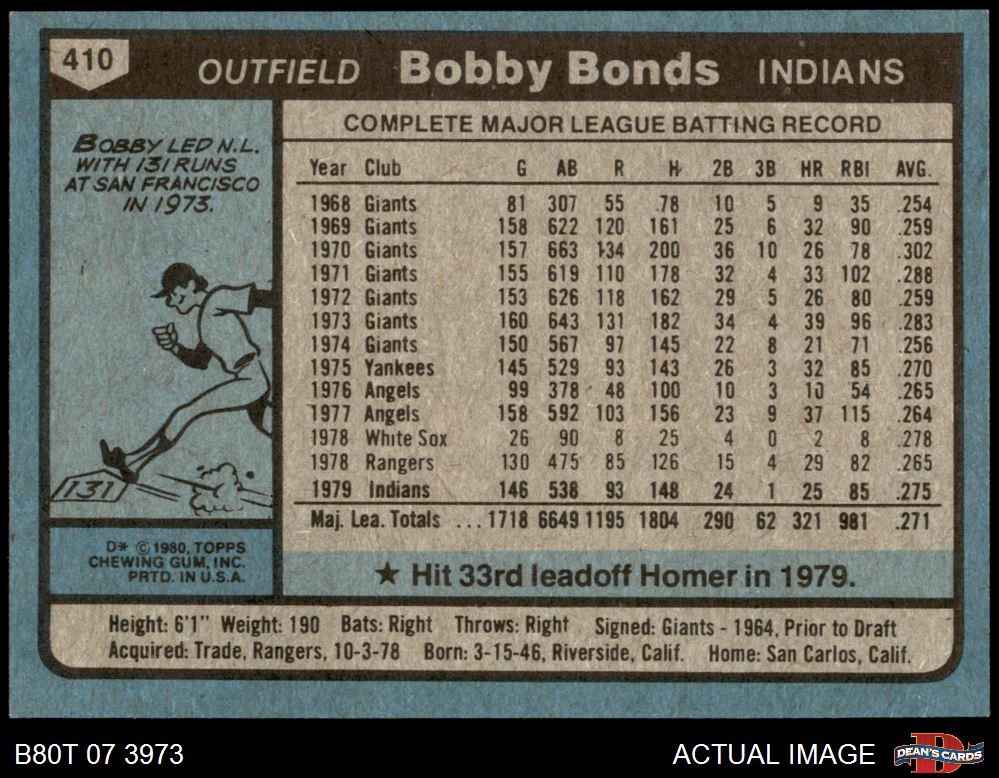 410 OUTFIELD Bobby Bonds INDIANS
BOBBY LED N.L.
WITH 131 RUNS
AT SAN FRANCISCO
IN 1973.
131
D* © 1980, TOPPS
CHEWING GUM, INC.
PRTD. IN U.S.A.
COMPLETE MAJOR LEAGUE BATTING RECORD
Year Club G AB R H 2B 3B HR RBI AVG.
1968 Giants 81 307 55 78 10 5 9 35 .254
1969 Giants 158 622 120 161 25 6 32 90 .259
1970 Giants 157 663 134 200 36 10 26 78 .302
1971 Giants 155 619 110 178 32 4 33 102 .288
1972 Giants 153 626 118 162 29 5 26 80 .259
1973 Giants 160 643 131 182 34 4 39 96 .283
1974 Giants 150 567 97 145 22 8 21 71 .256
1975 Yankees 145 529 93 143 26 3 32 85 .270
1976 Angels 99 378 48 100 10 3 10 54 .265
1977 Angels 158 592 103 156 23 9 37 115 .264
1978 White Sox 26 90 8 25 4 0 2 8 .278
1978 Rangers 130 475 85 126 15 4 29 82 .265
1979 Indians 146 538 93 148 24 1 25 85 .275
Maj. Lea. Totals ... 1718 6649 1195 1804 290 62 321 981 .271
★ Hit 33rd leadoff Homer in 1979.
Height: 6'1" Weight: 190 Bats: Right Throws: Right Signed: Giants - 1964, Prior to Draft
Acquired: Trade, Rangers, 10-3-78 Born: 3-15-46, Riverside, Calif. Home: San Carlos, Calif.
B80T 07 3973 ACTUAL IMAGE DEAN'S CARDS